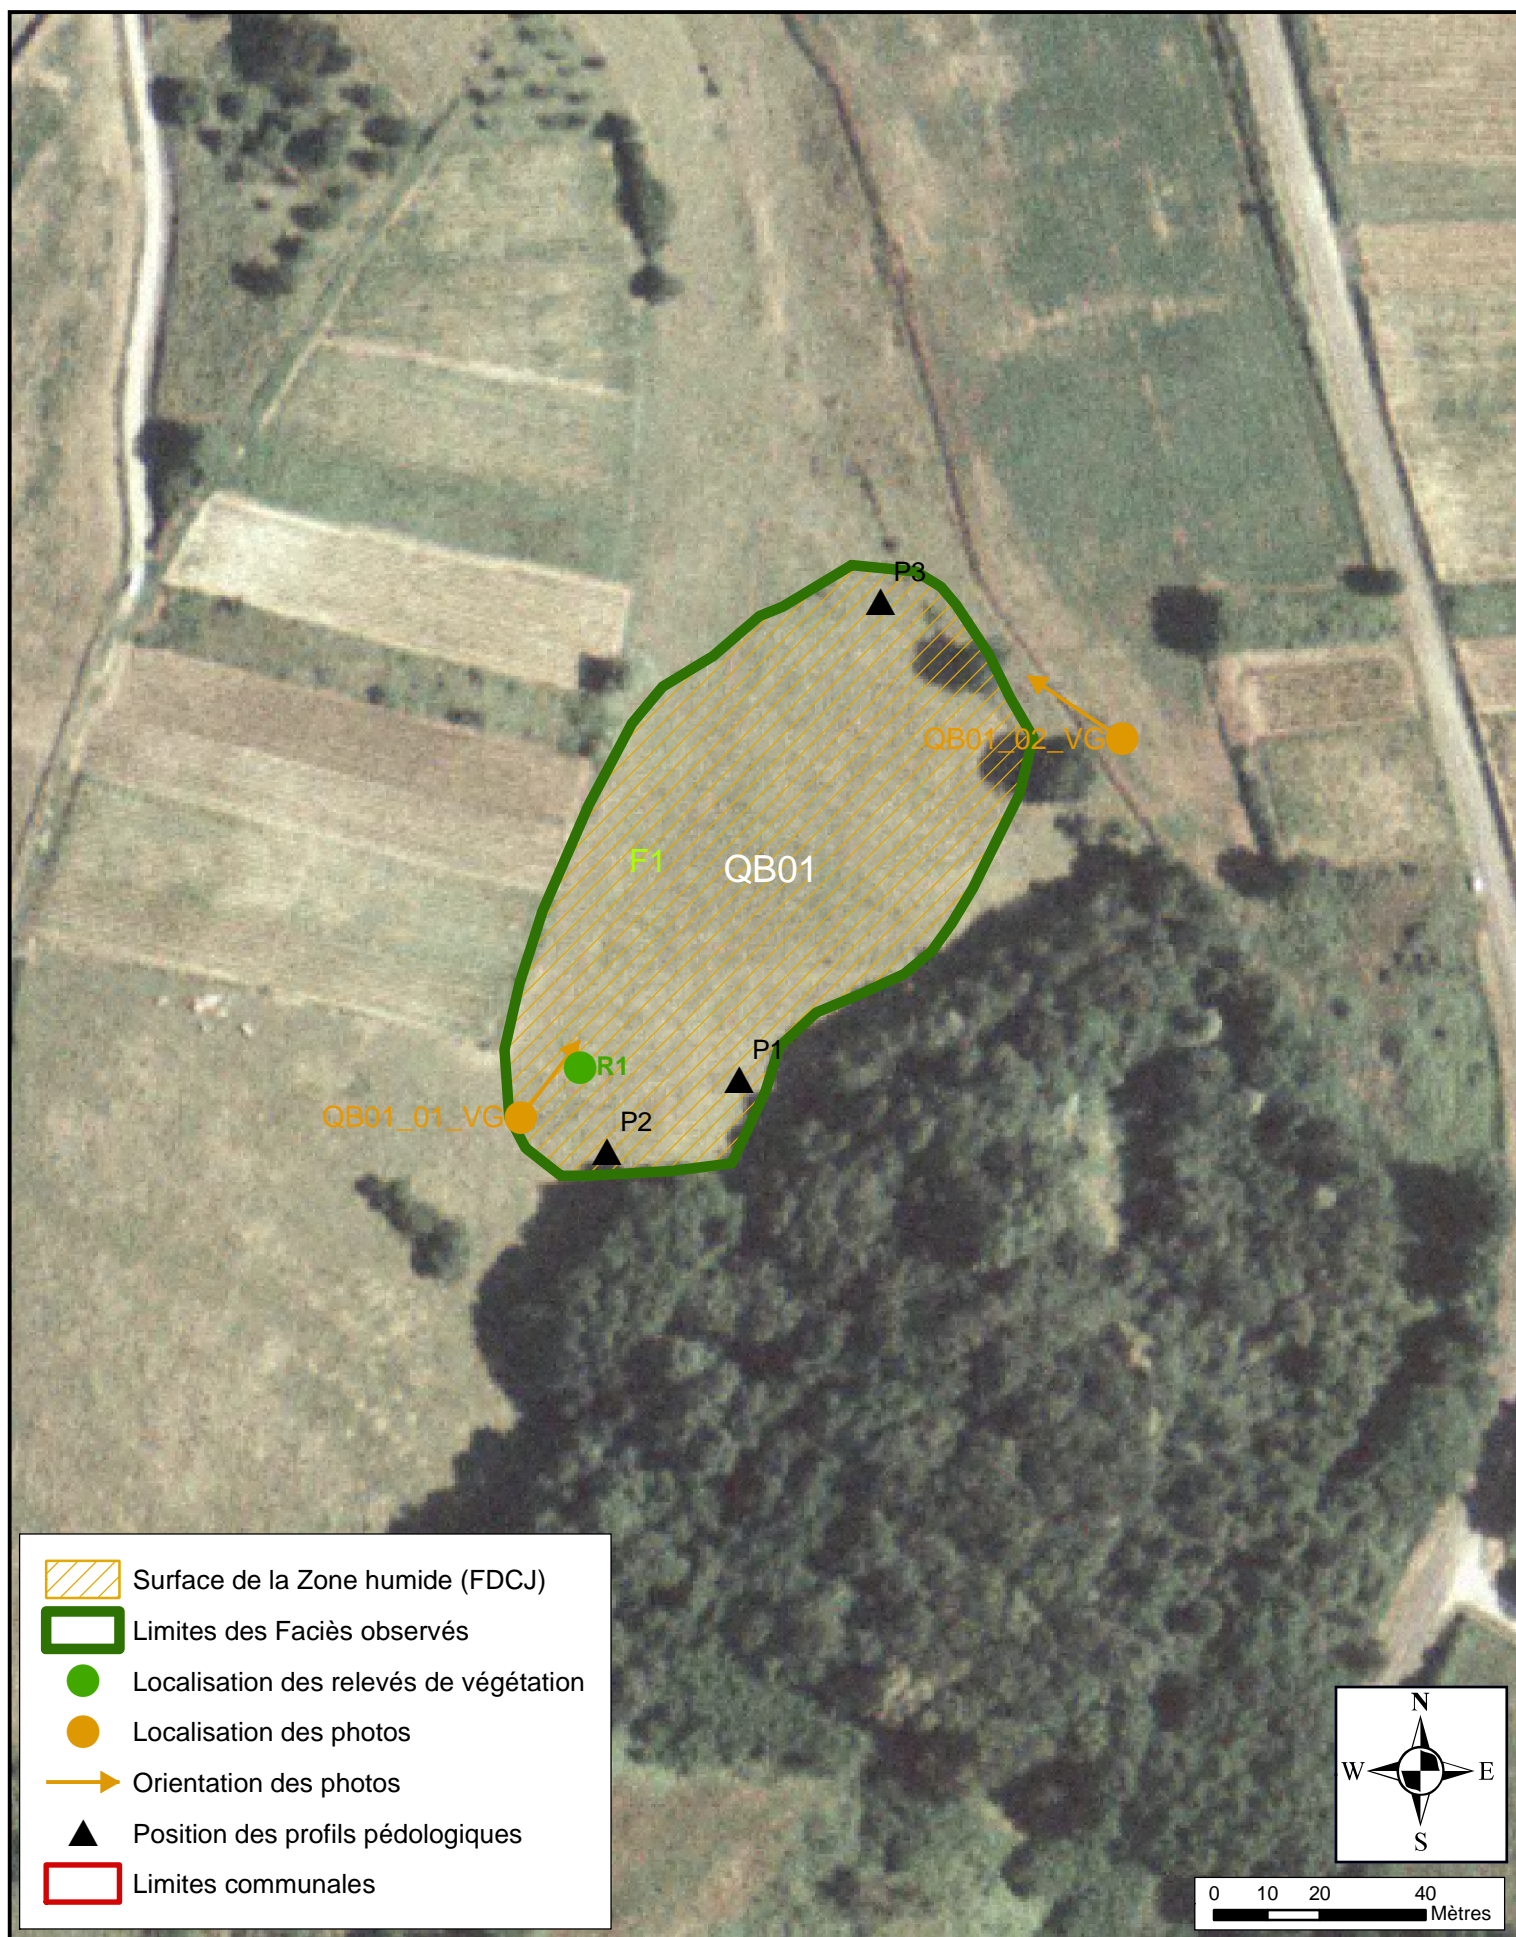 P3
QB01_02_VG
F1
QB01
P1
R1
QB01_01_VG
P2
Surface de la Zone humide (FDCJ)
Limites des Faciès observés
Localisation des relevés de végétation
Localisation des photos
Orientation des photos
Position des profils pédologiques
Limites communales
N
W E
S
0 10 20 40
Mètres